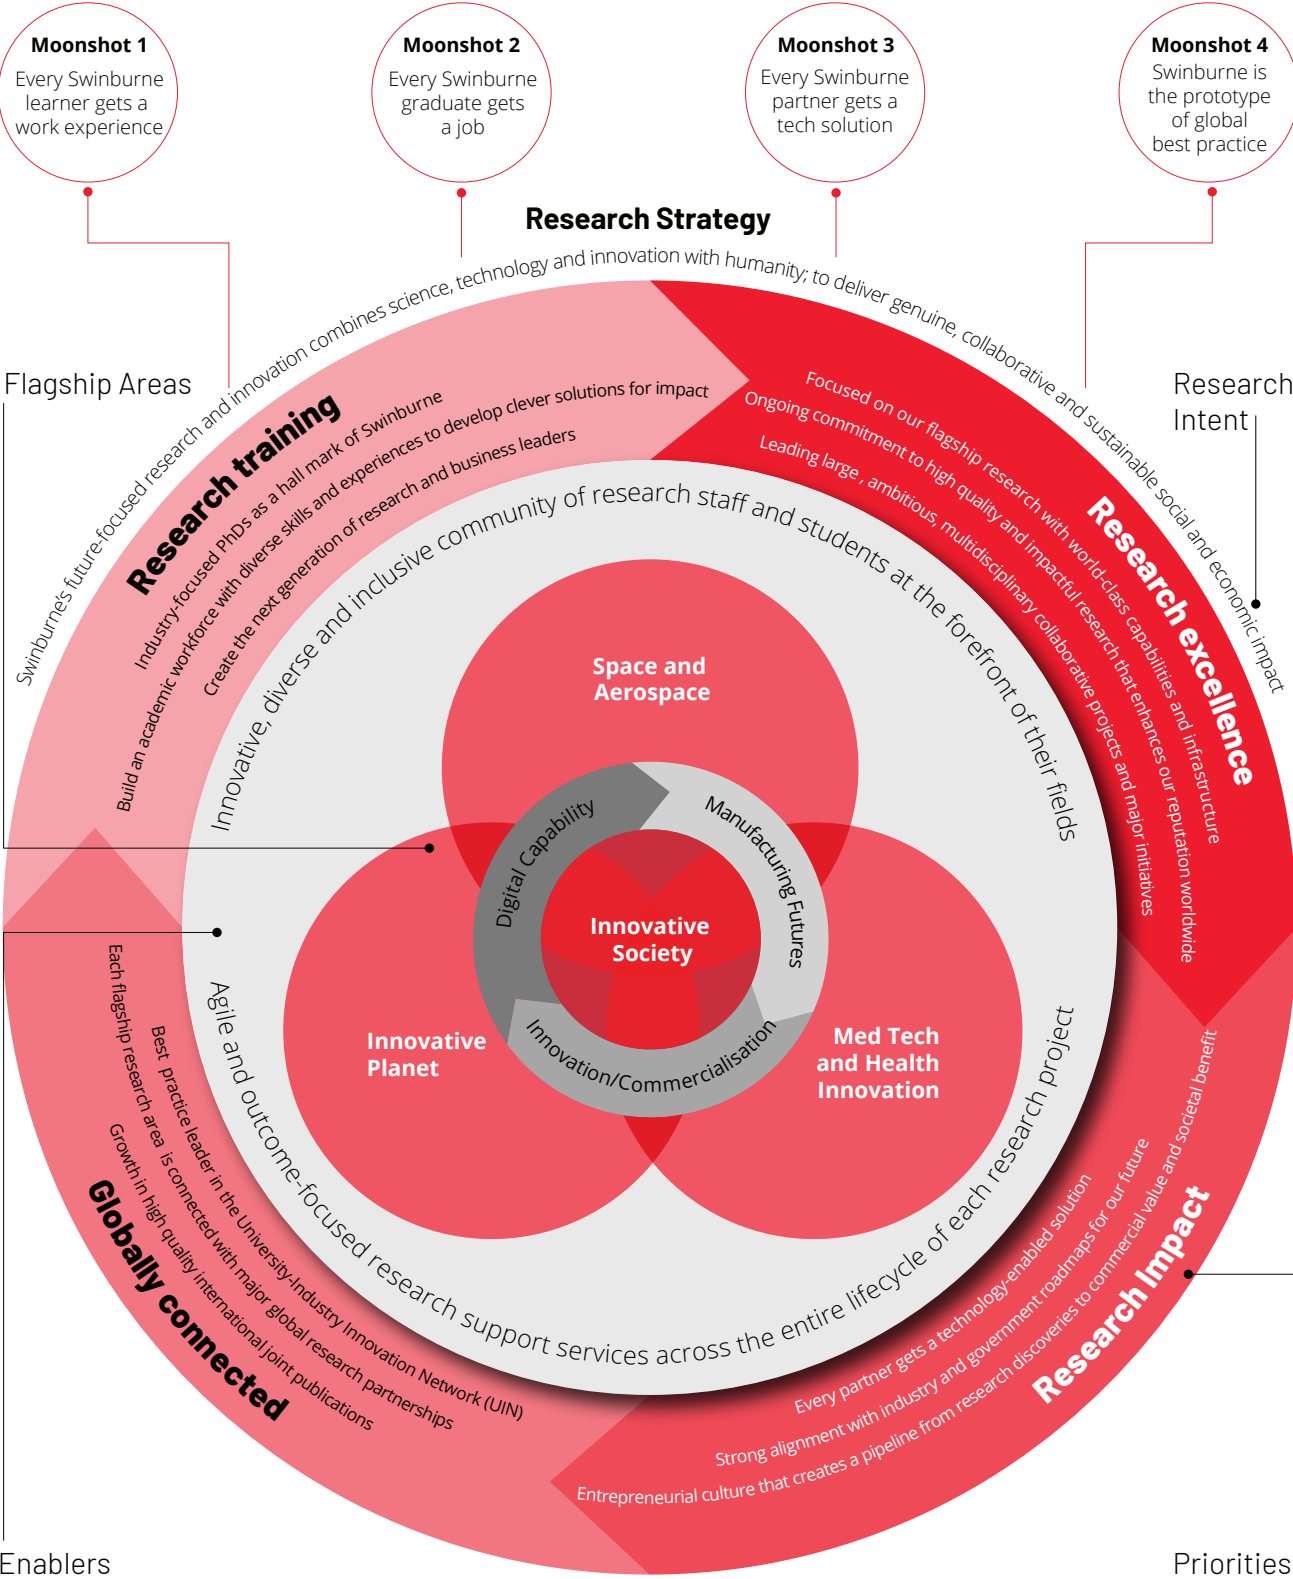 Moonshot 1
Every Swinburne
learner gets a
work experience
Moonshot 2
Every Swinburne
graduate gets
a job
Moonshot 3
Every Swinburne
partner gets a
tech solution
Moonshot 4
Swinburne is
the prototype
of global
best practice
Research Strategy
Swinburne's future-focused research and innovation combines science, technology and innovation with humanity; to deliver genuine, collaborative and sustainable social and economic impact
Flagship Areas
Research
Intent
Research training
Industry-focused PhDs as a hall mark of Swinburne
Build an academic workforce with diverse skills and experiences to develop clever solutions for impact
Create the next generation of research and business leaders
Research excellence
Focused on our flagship research with world-class capabilities and infrastructure
Ongoing commitment to high quality and impactful research that enhances our reputation worldwide
Leading large , ambitious, multidisciplinary collaborative projects and major initiatives
Innovative, diverse and inclusive community of research staff and students at the forefront of their fields
Space and
Aerospace
Digital Capability
Manufacturing Futures
Innovative
Society
Innovation/Commercialisation
Innovative
Planet
Med Tech
and Health
Innovation
Agile and outcome-focused research support services across the entire lifecycle of each research project
Best practice leader in the University-Industry Innovation Network (UIN)
Each flagship research area is connected with major global research partnerships
Growth in high quality international joint publications
Globally connected
Every partner gets a technology-enabled solution
Strong alignment with industry and government roadmaps for our future
Entrepreneurial culture that creates a pipeline from research discoveries to commercial value and societal benefit
Research Impact
Enablers
Priorities